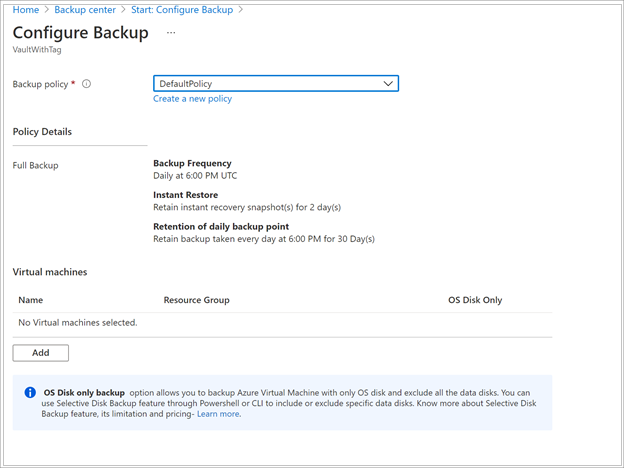 Home > Backup center > Start: Configure Backup >
Configure Backup ...
VaultWithTag
Backup policy *
DefaultPolicy
Create a new policy
Policy Details
Full Backup
Backup Frequency
Daily at 6:00 PM UTC
Instant Restore
Retain instant recovery snapshot(s) for 2 day(s)
Retention of daily backup point
Retain backup taken every day at 6:00 PM for 30 Day(s)
Virtual machines
Name Resource Group OS Disk Only
No Virtual machines selected.
Add
OS Disk only backup option allows you to backup Azure Virtual Machine with only OS disk and exclude all the data disks. You can
use Selective Disk Backup feature through Powershell or CLI to include or exclude specific data disks. Know more about Selective Disk
Backup feature, its limitation and pricing- Learn more.